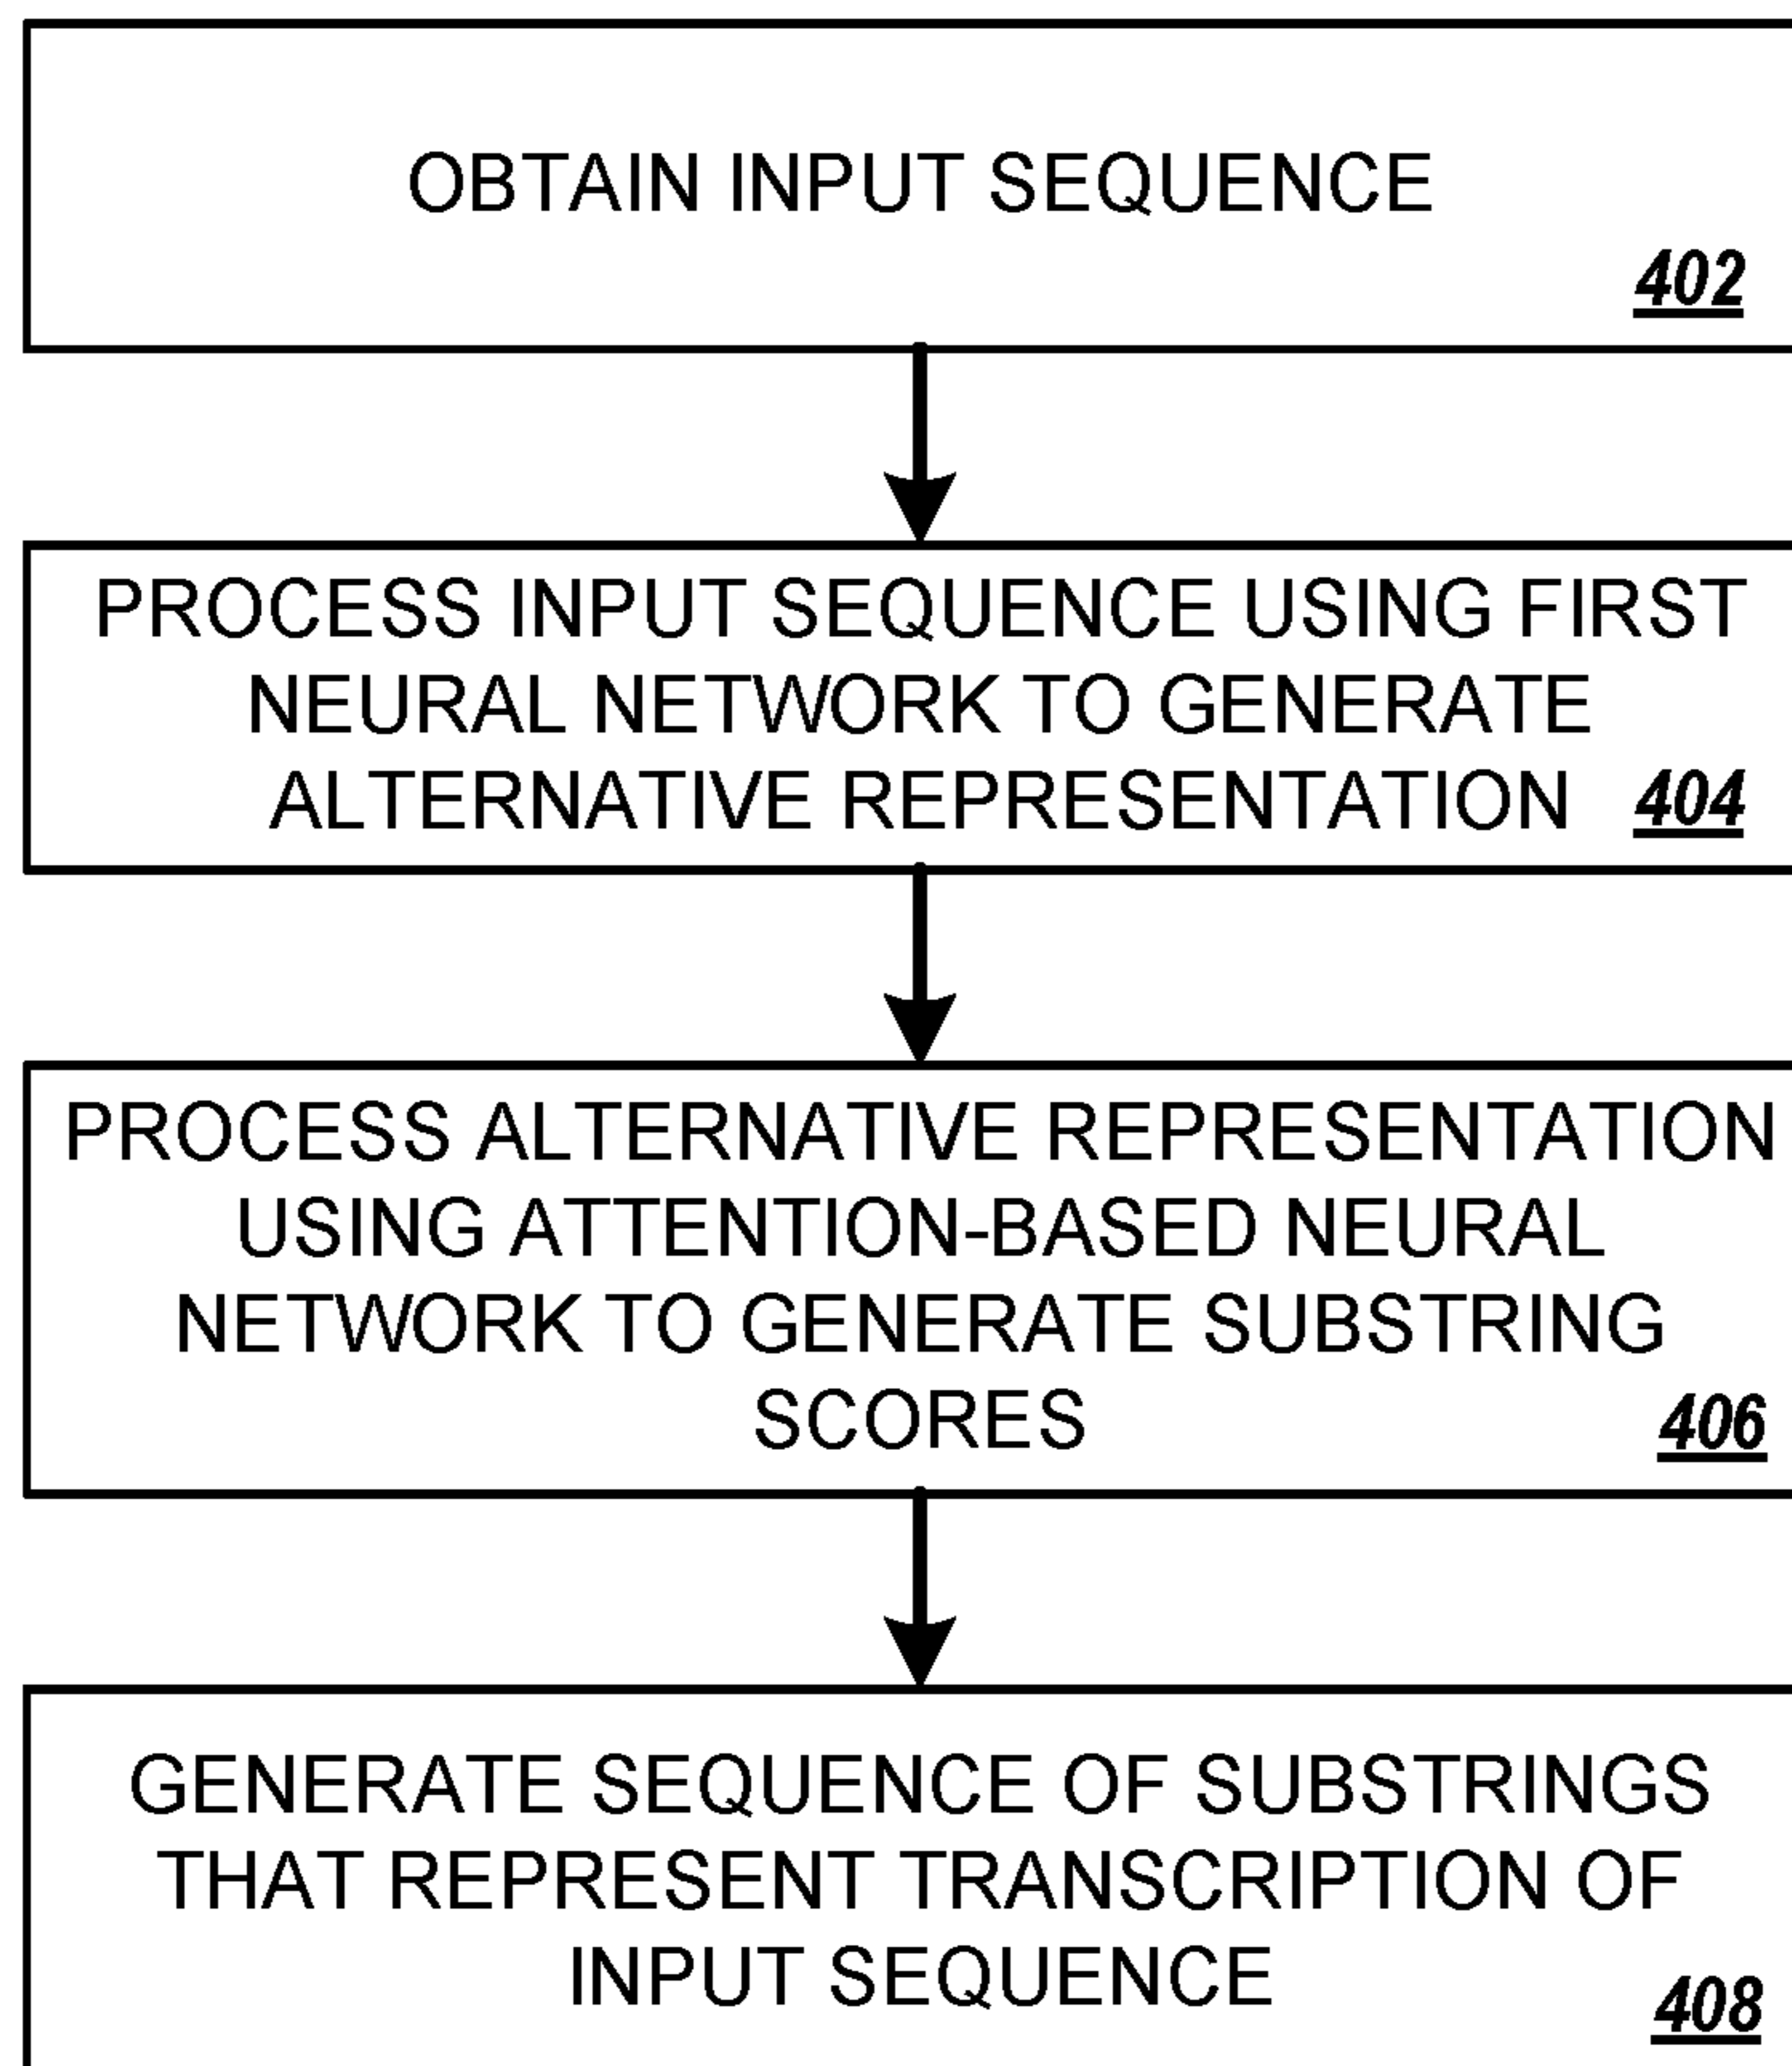 OBTAIN INPUT SEQUENCE
402
PROCESS INPUT SEQUENCE USING FIRST
NEURAL NETWORK TO GENERATE
ALTERNATIVE REPRESENTATION 404
PROCESS ALTERNATIVE REPRESENTATION
USING ATTENTION-BASED NEURAL
NETWORK TO GENERATE SUBSTRING
SCORES 406
GENERATE SEQUENCE OF SUBSTRINGS
THAT REPRESENT TRANSCRIPTION OF
INPUT SEQUENCE
408